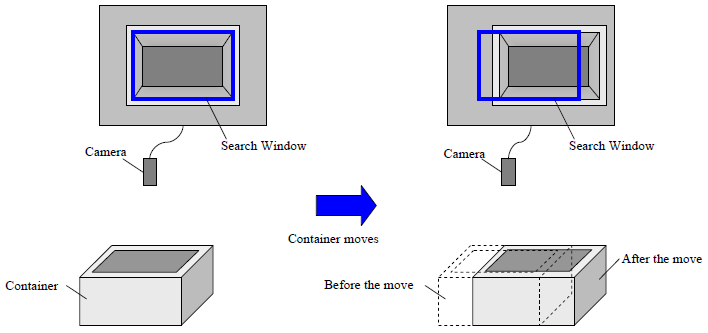 Search Window
Camera
Search Window
Camera
Container moves
After the move
Container
Before the move